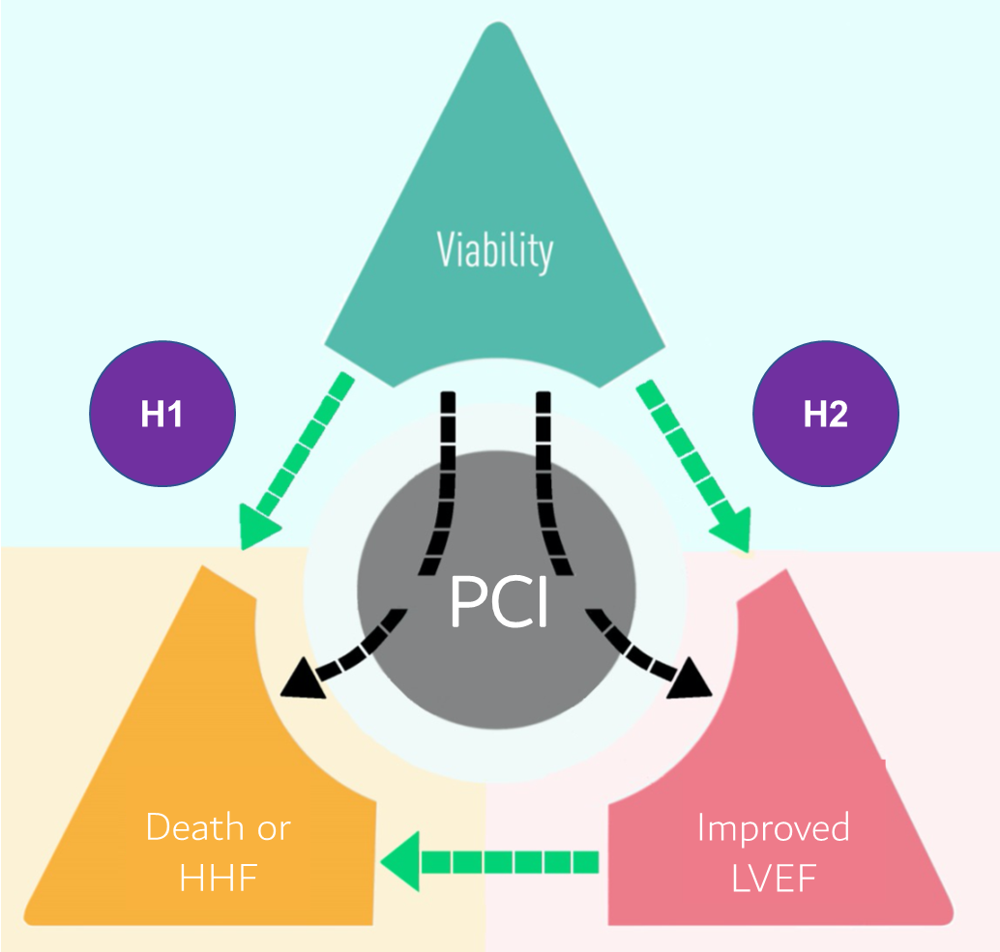 Viability
H1
H2
PCI
Death or
HHF
Improved
LVEF